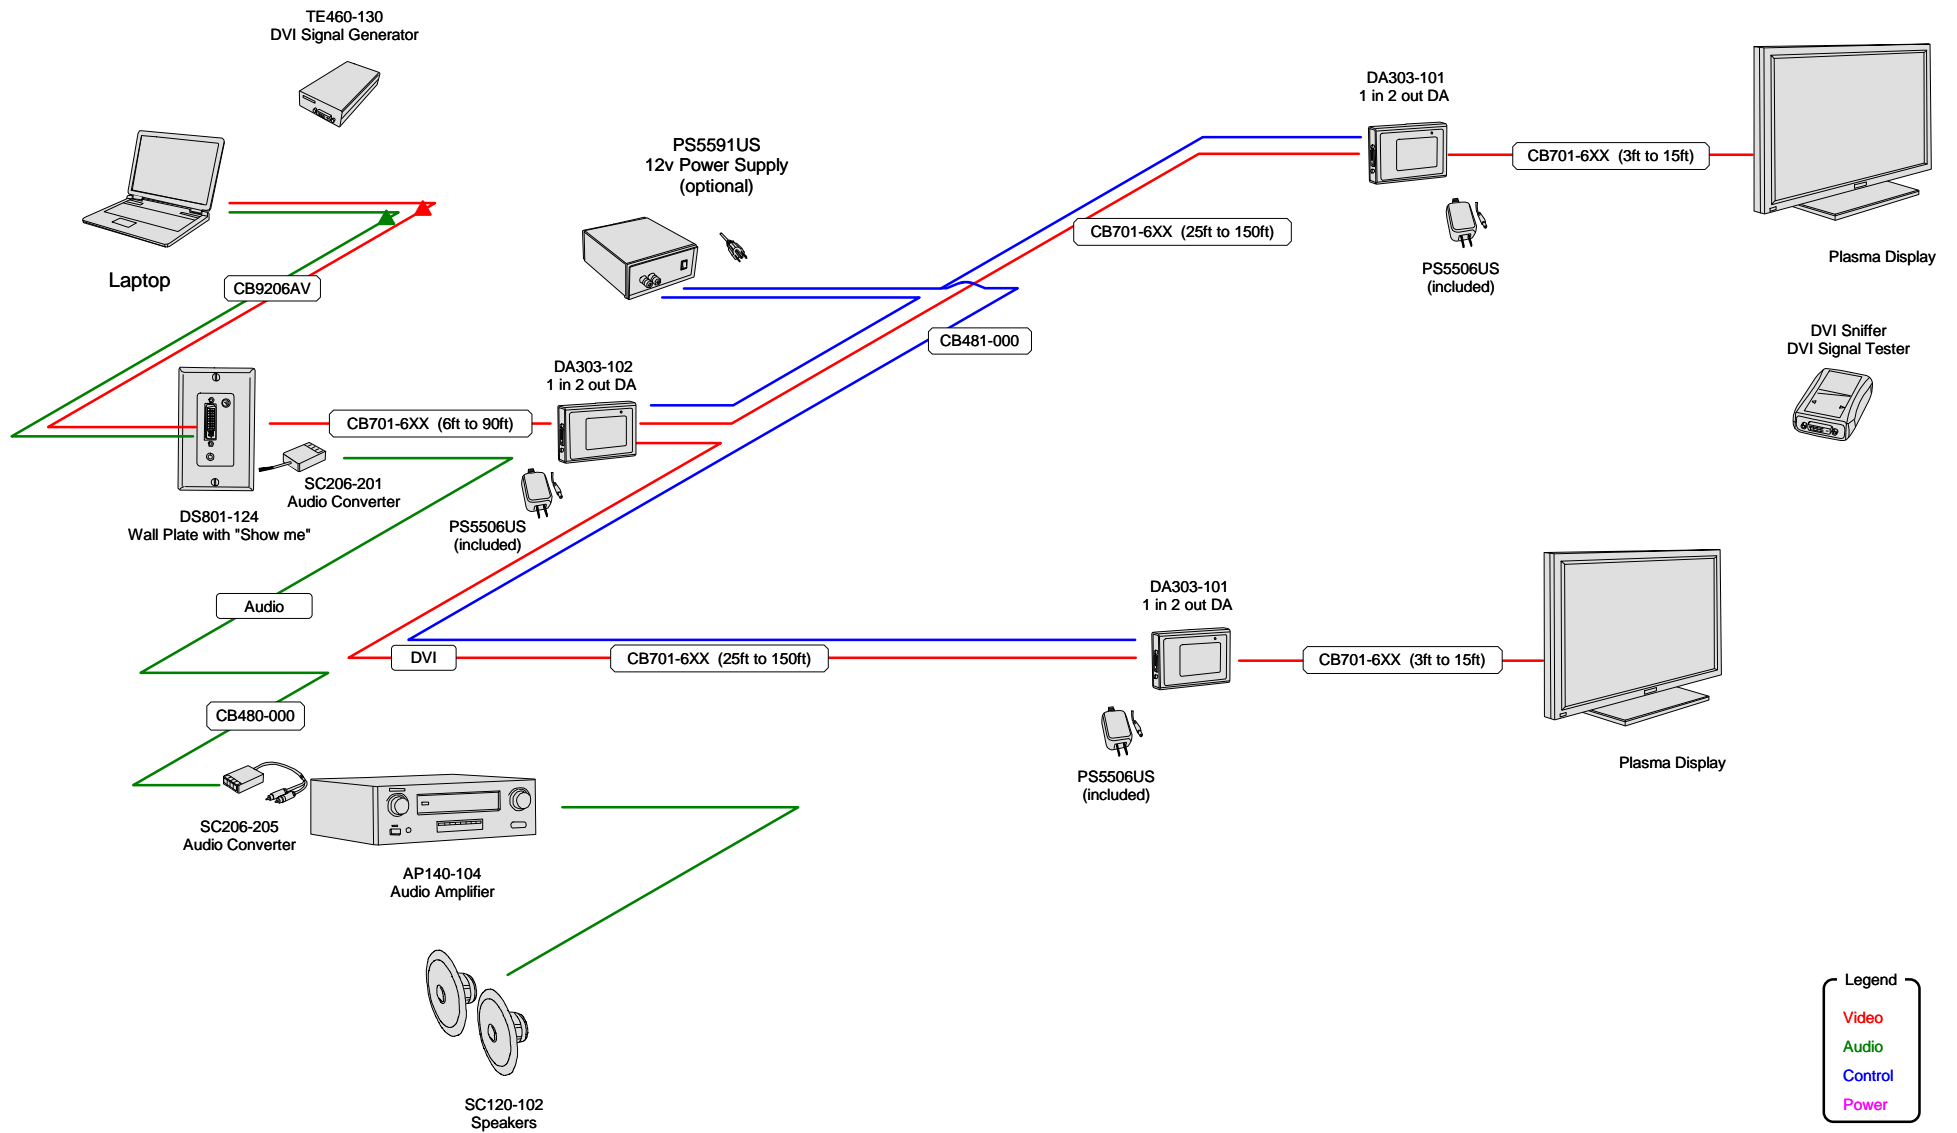 TE460-130
DVI Signal Generator
Laptop
CB9206AV
PS5591US
12v Power Supply
(optional)
DA303-101
1 in 2 out DA
CB701-6XX (3ft to 15ft)
CB701-6XX (25ft to 150ft)
PS5506US
(included)
Plasma Display
CB481-000
DVI Sniffer
DVI Signal Tester
DA303-102
1 in 2 out DA
CB701-6XX (6ft to 90ft)
SC206-201
Audio Converter
DS801-124
Wall Plate with "Show me"
PS5506US
(included)
Audio
DVI
CB701-6XX (25ft to 150ft)
DA303-101
1 in 2 out DA
CB701-6XX (3ft to 15ft)
PS5506US
(included)
Plasma Display
CB480-000
SC206-205
Audio Converter
AP140-104
Audio Amplifier
SC120-102
Speakers
Legend
Video
Audio
Control
Power